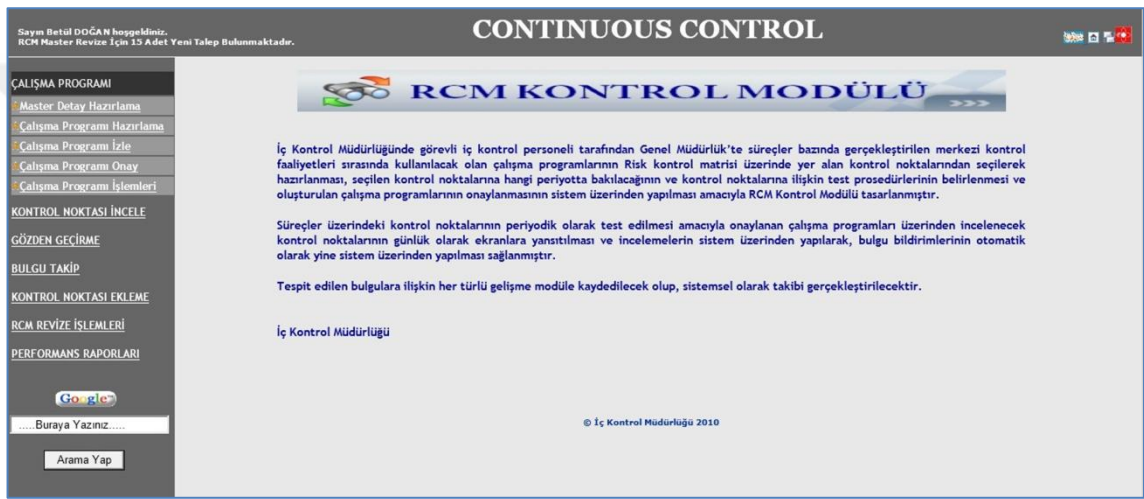 Sayın Betül DOĞAN hoşgeldiniz.
RCM Master Revize İçin 15 Adet Yeni Talep Bulunmaktadır.
CONTINUOUS CONTROL
ÇALIŞMA PROGRAMI
Master Detay Hazırlama
Çalışma Programı Hazırlama
Çalışma Programı İzle
Çalışma Programı Onay
Çalışma Programı İşlemleri
KONTROL NOKTASI İNCELE
GÖZDEN GEÇİRME
BULGU TAKİP
KONTROL NOKTASI EKLEME
RCM REVİZE İŞLEMLERİ
PERFORMANS RAPORLARI
Google
.....Buraya Yazınız.....
Arama Yap
RCM KONTROL MODÜLÜ >>>
İç Kontrol Müdürlüğünde görevli iç kontrol personeli tarafından Genel Müdürlük'te süreçler bazında gerçekleştirilen merkezi kontrol
faaliyetleri sırasında kullanılacak olan çalışma programlarının Risk kontrol matrisi üzerinde yer alan kontrol noktalarından seçilerek
hazırlanması, seçilen kontrol noktalarına hangi periyotta bakılacağının ve kontrol noktalarına ilişkin test prosedürlerinin belirlenmesi ve
oluşturulan çalışma programlarının onaylanmasının sistem üzerinden yapılması amacıyla RCM Kontrol Modülü tasarlanmıştır.
Süreçler üzerindeki kontrol noktalarının periyodik olarak test edilmesi amacıyla onaylanan çalışma programları üzerinden incelenecek
kontrol noktalarının günlük olarak ekranlara yansıtılması ve incelemelerin sistem üzerinden yapılarak, bulgu bildirimlerinin otomatik
olarak yine sistem üzerinden yapılması sağlanmıştır.
Tespit edilen bulgulara ilişkin her türlü gelişme modüle kaydedilecek olup, sistemsel olarak takibi gerçekleştirilecektir.
İç Kontrol Müdürlüğü
© İç Kontrol Müdürlüğü 2010